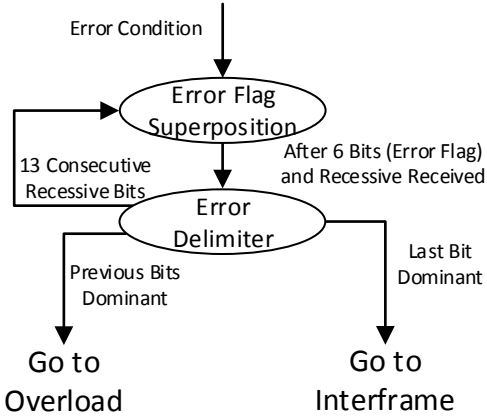 Error Condition
Error Flag
Superposition
After 6 Bits (Error Flag)
and Recessive Received
13 Consecutive
Recessive Bits
Error
Delimiter
Previous Bits
Dominant
Last Bit
Dominant
Go to
Overload
Go to
Interframe